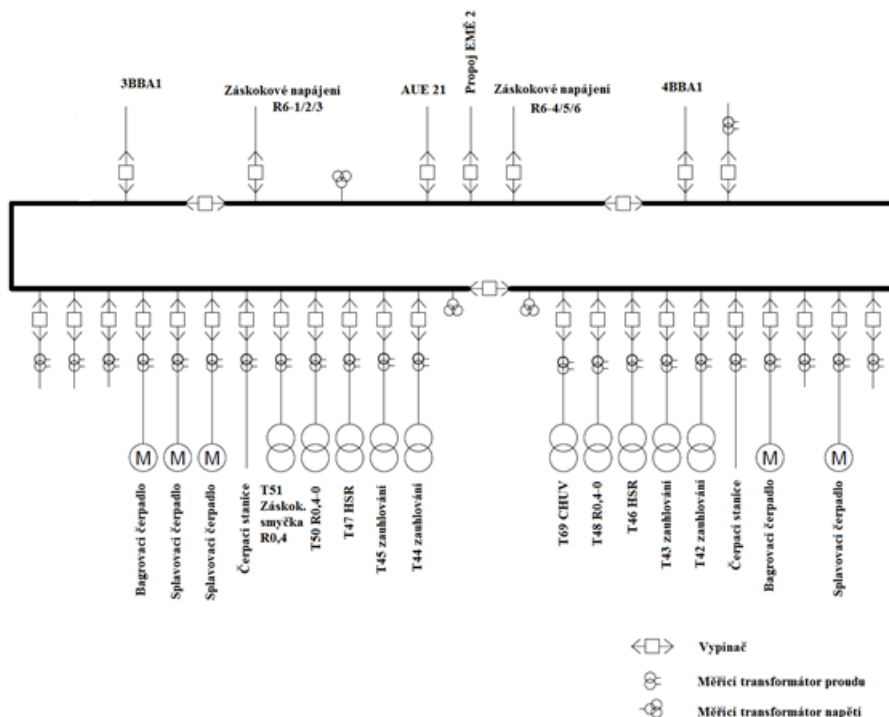 3BBA1
Záskokové napájení
R6-1/2/3
AUE 21
Propoj EMĚ 2
Záskokové napájení
R6-4/5/6
4BBA1
M
M
M
M
M
Bagrovací čerpadlo
Splavovací čerpadlo
Splavovací čerpadlo
Čerpací stanice
T51
Záskok.
smyčka
R0,4
T50 R0,4-0
T47 HSR
T45 zauhlování
T44 zauhlování
T69 CHUV
T48 R0,4-0
T46 HSR
T43 zauhlování
T42 zauhlování
Čerpací stanice
Bagrovací čerpadlo
Splavovací čerpadlo
Vypínač
Měřicí transformátor proudu
Měřicí transformátor napětí